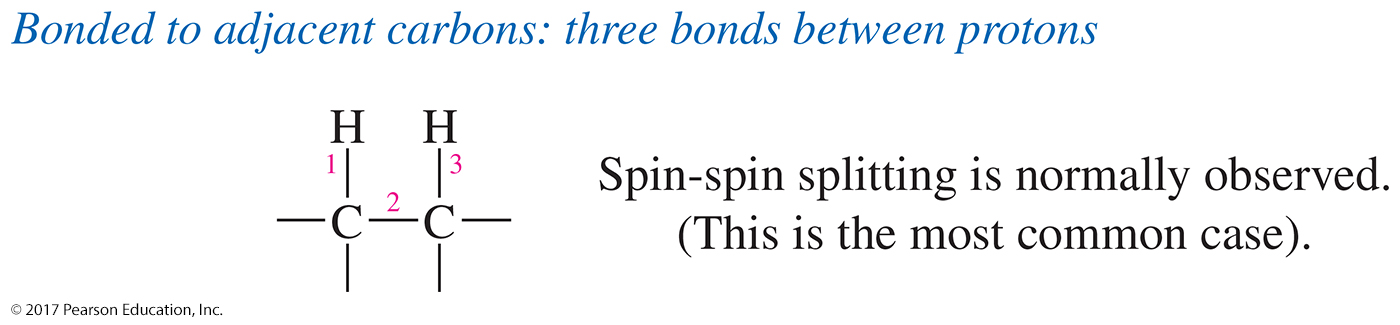 Bonded to adjacent carbons: three bonds between protons
H H
1 3
2
C C
Spin-spin splitting is normally observed.
(This is the most common case).
© 2017 Pearson Education, Inc.